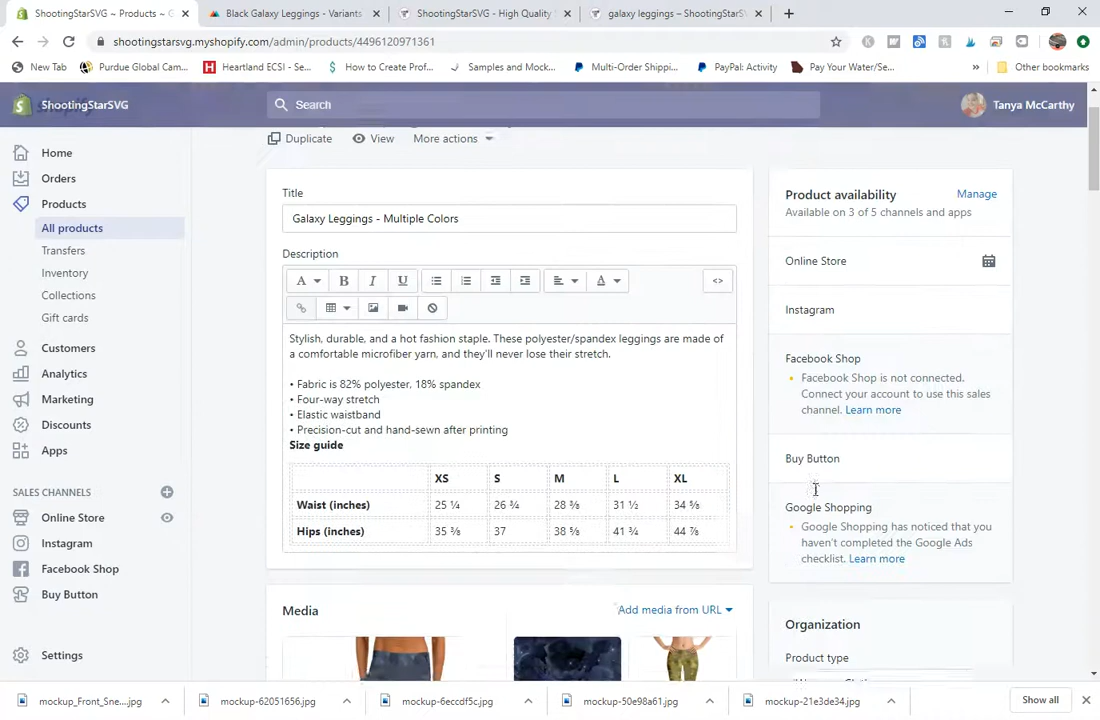 ShootingStarSVG ~ Products ~ G
Black Galaxy Leggings - Variants
ShootingStarSVG - High Quality
galaxy leggings – ShootingStarSV
shootingstarsvg.myshopify.com/admin/products/4496120971361
New Tab
Purdue Global Cam...
Heartland ECSI - Se...
How to Create Prof...
Samples and Mock...
Multi-Order Shippi...
PayPal: Activity
Pay Your Water/Se...
Other bookmarks
ShootingStarSVG
Search
Tanya McCarthy
Home
Orders
Products
All products
Transfers
Inventory
Collections
Gift cards
Customers
Analytics
Marketing
Discounts
Apps
SALES CHANNELS
Online Store
Instagram
Facebook Shop
Buy Button
Settings
Duplicate View More actions
Title
Galaxy Leggings - Multiple Colors
Description
A B I U A <>
Stylish, durable, and a hot fashion staple. These polyester/spandex leggings are made of
a comfortable microfiber yarn, and they'll never lose their stretch.
• Fabric is 82% polyester, 18% spandex
• Four-way stretch
• Elastic waistband
• Precision-cut and hand-sewn after printing
Size guide
XS S M L XL
Waist (inches) 25 ¼ 26 ¾ 28 ⅜ 31 ½ 34 ⅝
Hips (inches) 35 ⅜ 37 38 ⅝ 41 ¾ 44 ⅞
Media
Add media from URL
Product availability
Manage
Available on 3 of 5 channels and apps
Online Store
Instagram
Facebook Shop
• Facebook Shop is not connected.
Connect your account to use this sales
channel. Learn more
Buy Button
Google Shopping
• Google Shopping has noticed that you
haven't completed the Google Ads
checklist. Learn more
Organization
Product type
mockup_Front_Sne....jpg
mockup-62051656.jpg
mockup-6eccdf5c.jpg
mockup-50e98a61.jpg
mockup-21e3de34.jpg
Show all